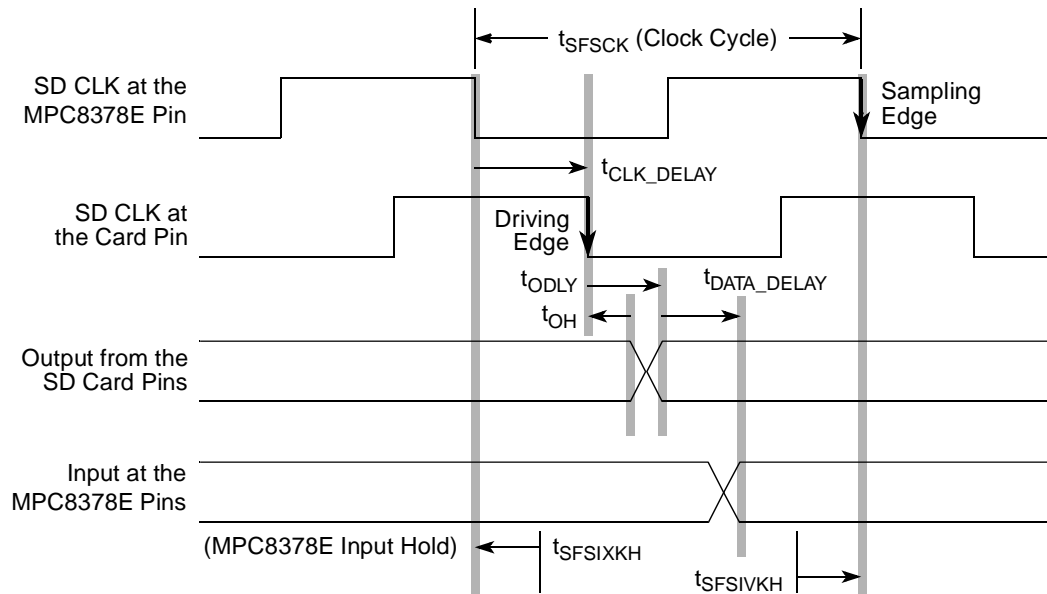 tSFSCK (Clock Cycle)
SD CLK at the
MPC8378E Pin
Sampling
Edge
tCLK_DELAY
SD CLK at
the Card Pin
Driving
Edge
tODLY
tDATA_DELAY
tOH
Output from the
SD Card Pins
Input at the
MPC8378E Pins
(MPC8378E Input Hold)
tSFSIXKH
tSFSIVKH